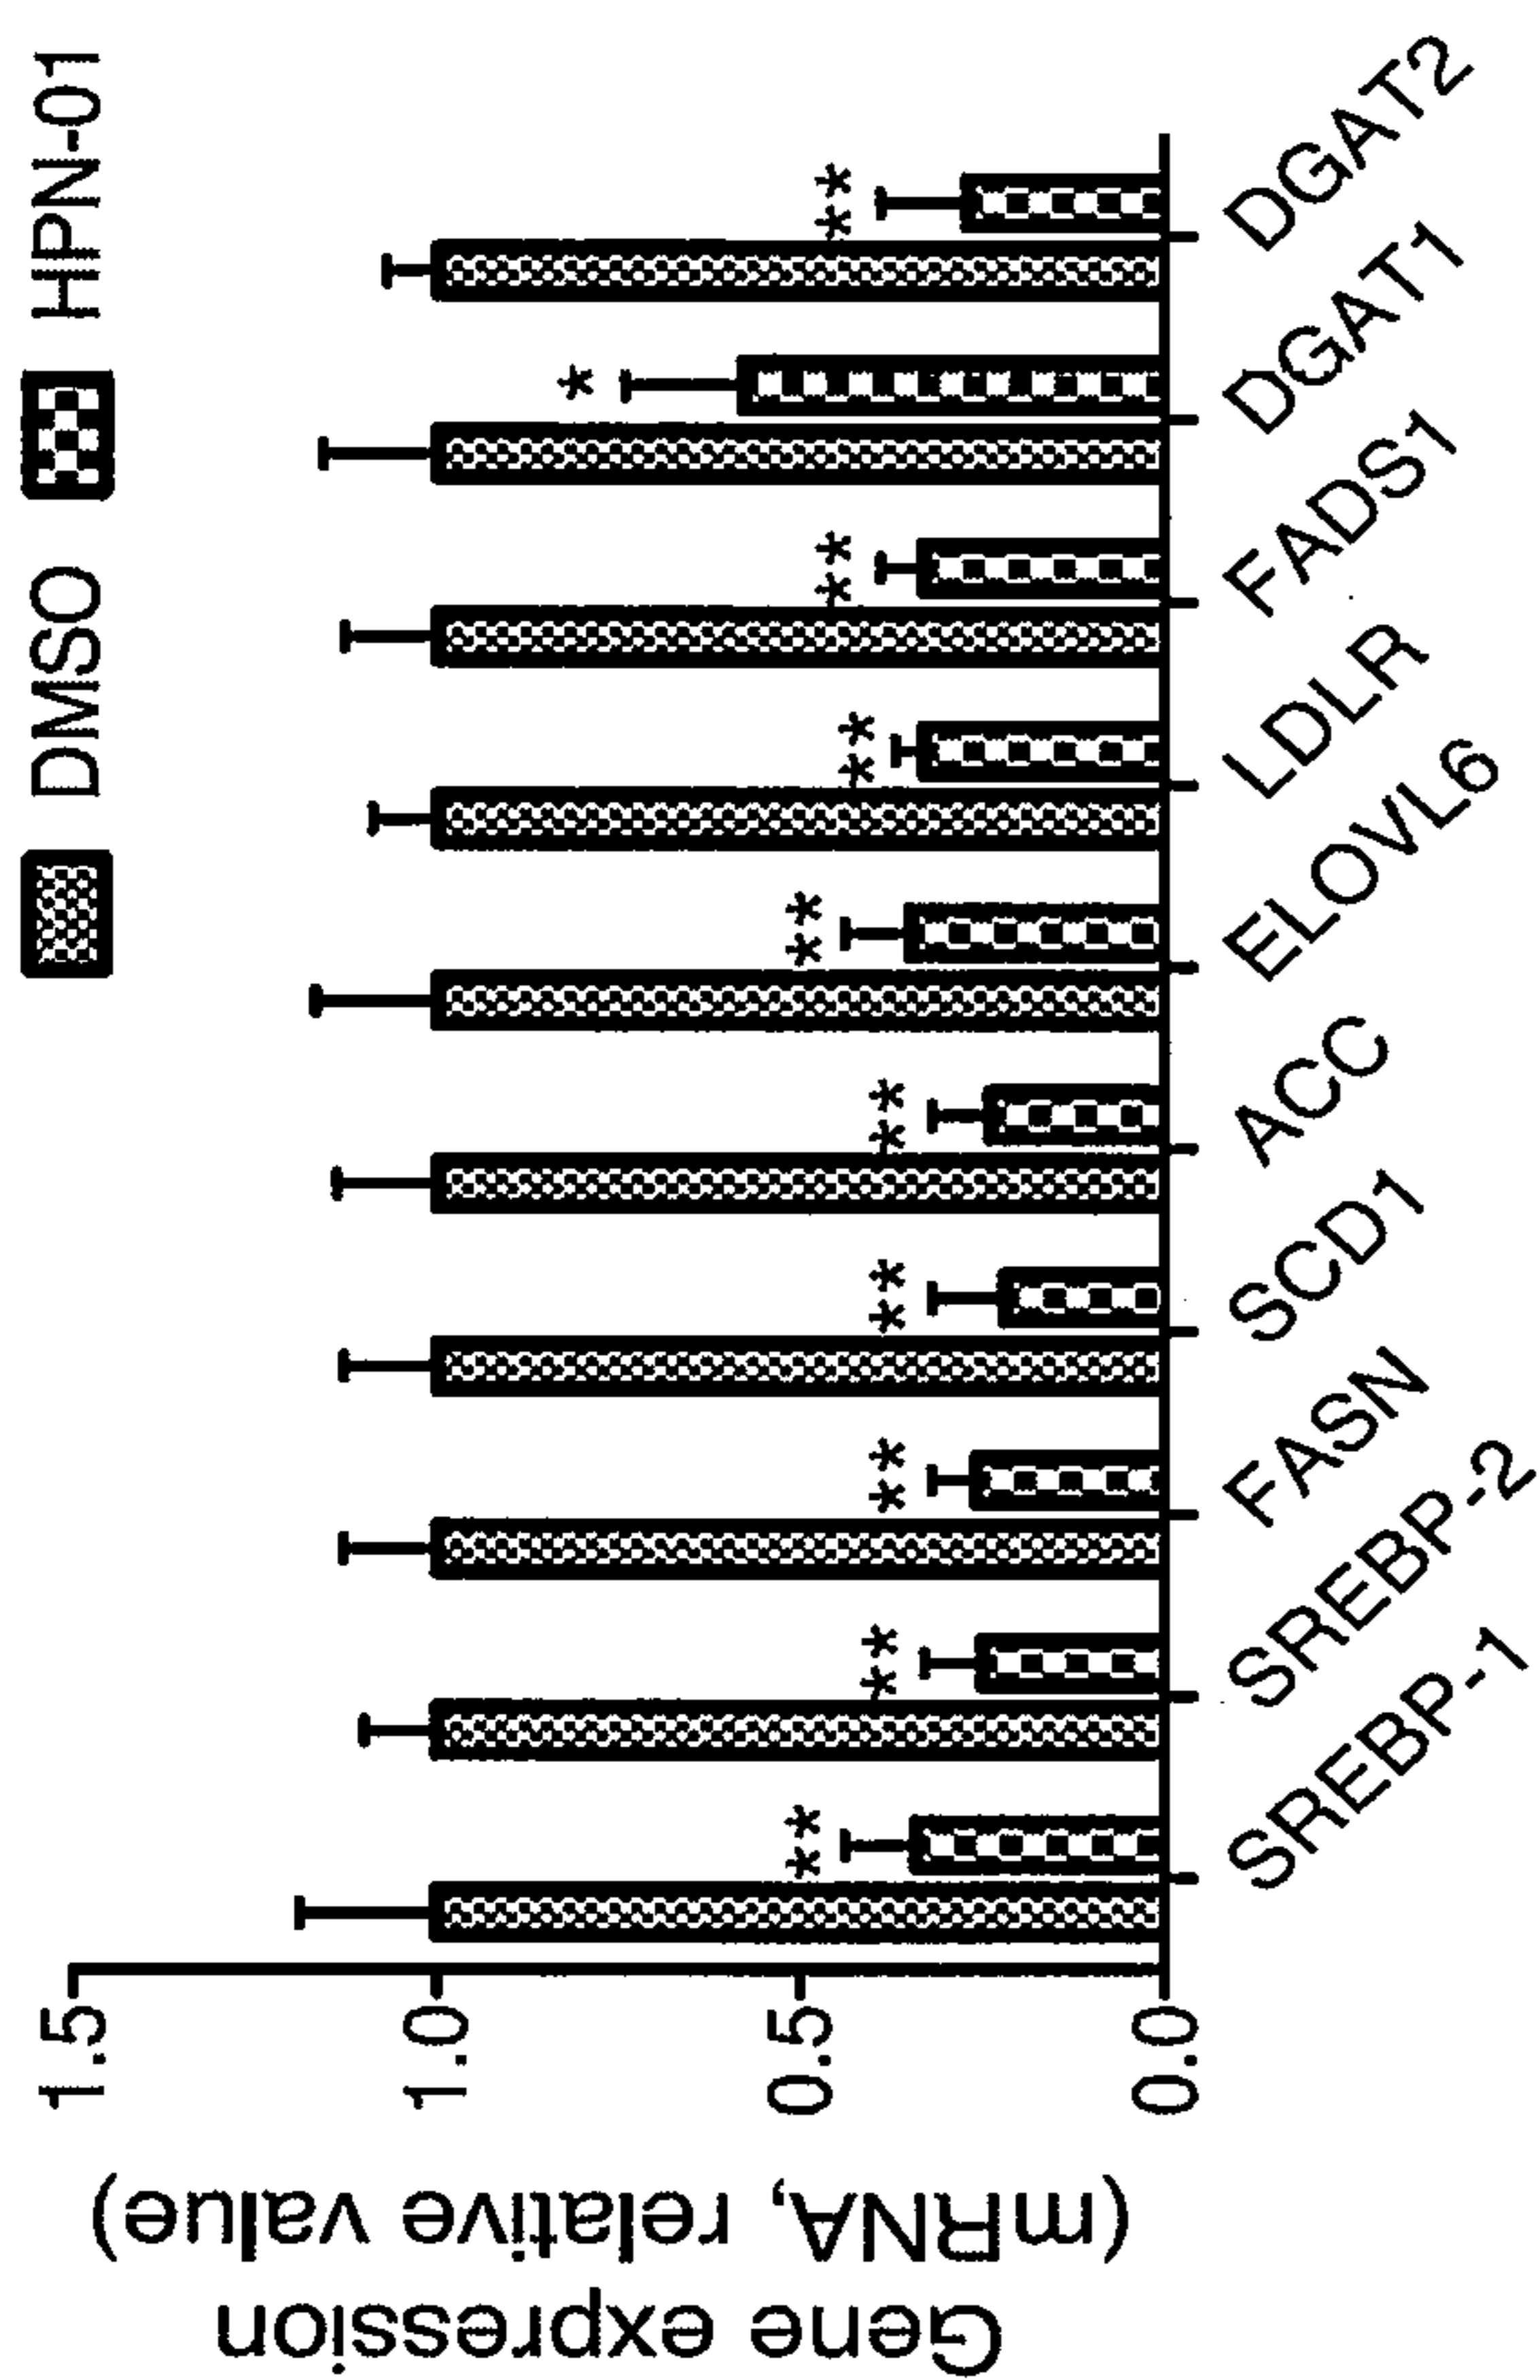 DMSO HPN-01
Gene expression
(mRNA, relative value)
1.5
1.0
0.5
0.0
** ** ** ** ** ** ** ** * **
SREBP-1
SREBP-2
FASN
SCD1
ACC
ELOVL6
LDLR
FADS1
DGAT1
DGAT2